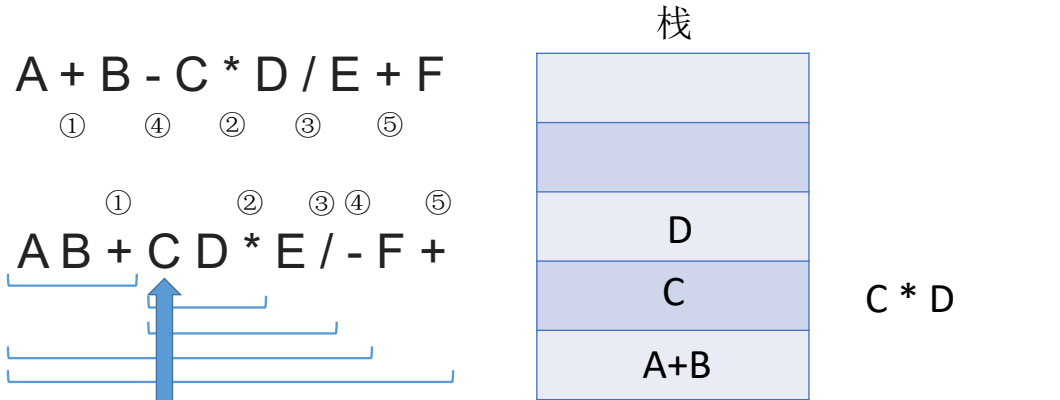 栈
A + B - C * D / E + F
① ④ ② ③ ⑤
① ② ③ ④ ⑤
A B + C D * E / - F +
D
C
C * D
A+B